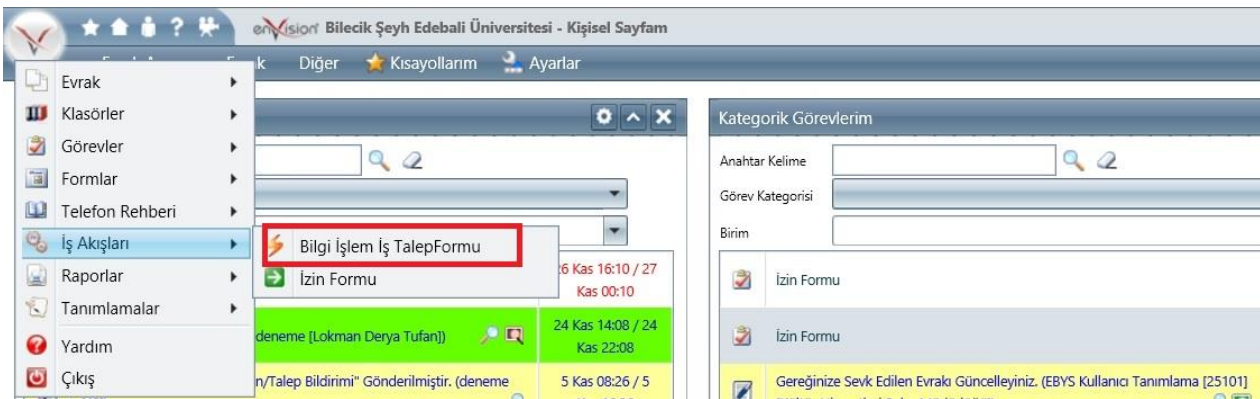 enVision Bilecik Şeyh Edebali Üniversitesi - Kişisel Sayfam
Diğer Kısayollarım Ayarlar
Evrak
Klasörler
Görevler
Formlar
Telefon Rehberi
İş Akışları
Raporlar
Tanımlamalar
Yardım
Çıkış
Bilgi İşlem İş TalepFormu
İzin Formu
6 Kas 16:10 / 27
Kas 00:10
deneme [Lokman Derya Tufan])
24 Kas 14:08 / 24
Kas 22:08
n/Talep Bildirimi" Gönderilmiştir. (deneme
5 Kas 08:26 / 5
Kategorik Görevlerim
Anahtar Kelime
Görev Kategorisi
Birim
İzin Formu
İzin Formu
Gereğinize Sevk Edilen Evrakı Güncelleyiniz. (EBYS Kullanıcı Tanımlama [25101]